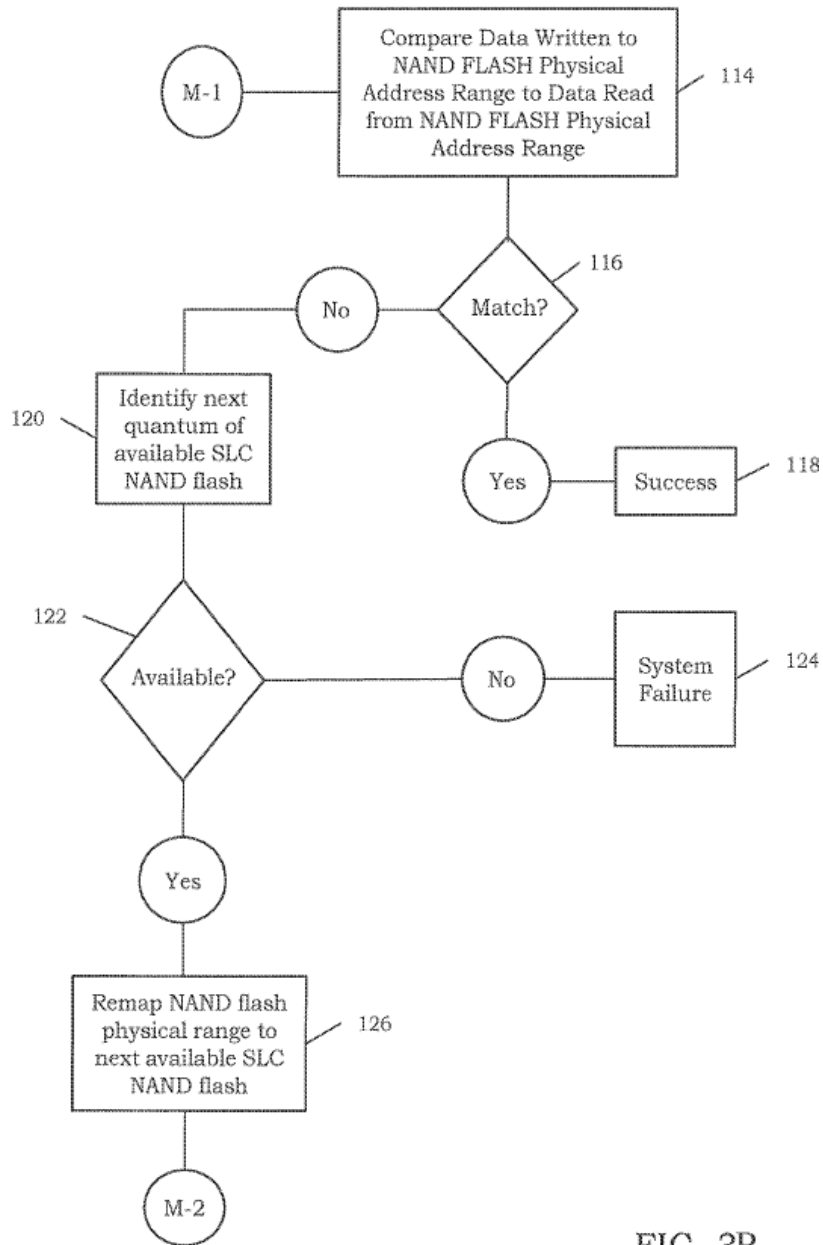 M-1
Compare Data Written to
NAND FLASH Physical
Address Range to Data Read
from NAND FLASH Physical
Address Range
114
Match?
116
No
Identify next
quantum of
available SLC
NAND flash
120
Yes
Success
118
Available?
122
No
System
Failure
124
Yes
Remap NAND flash
physical range to
next available SLC
NAND flash
126
M-2
FIG. 3B